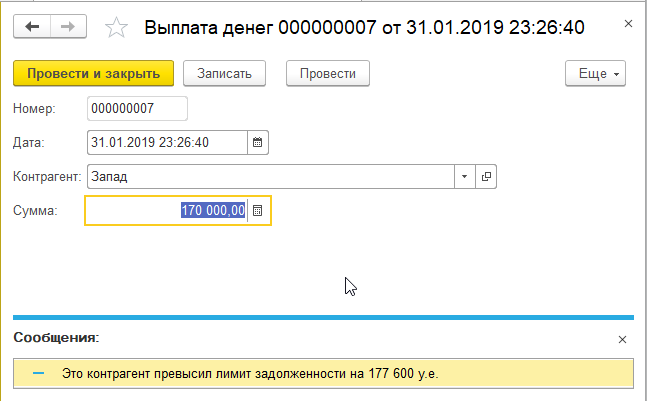 Выплата денег 000000007 от 31.01.2019 23:26:40
Провести и закрыть Записать Провести Еще
Номер: 000000007
Дата: 31.01.2019 23:26:40
Контрагент: Запад
Сумма: 170 000,00
Сообщения:
Это контрагент превысил лимит задолженности на 177 600 у.е.